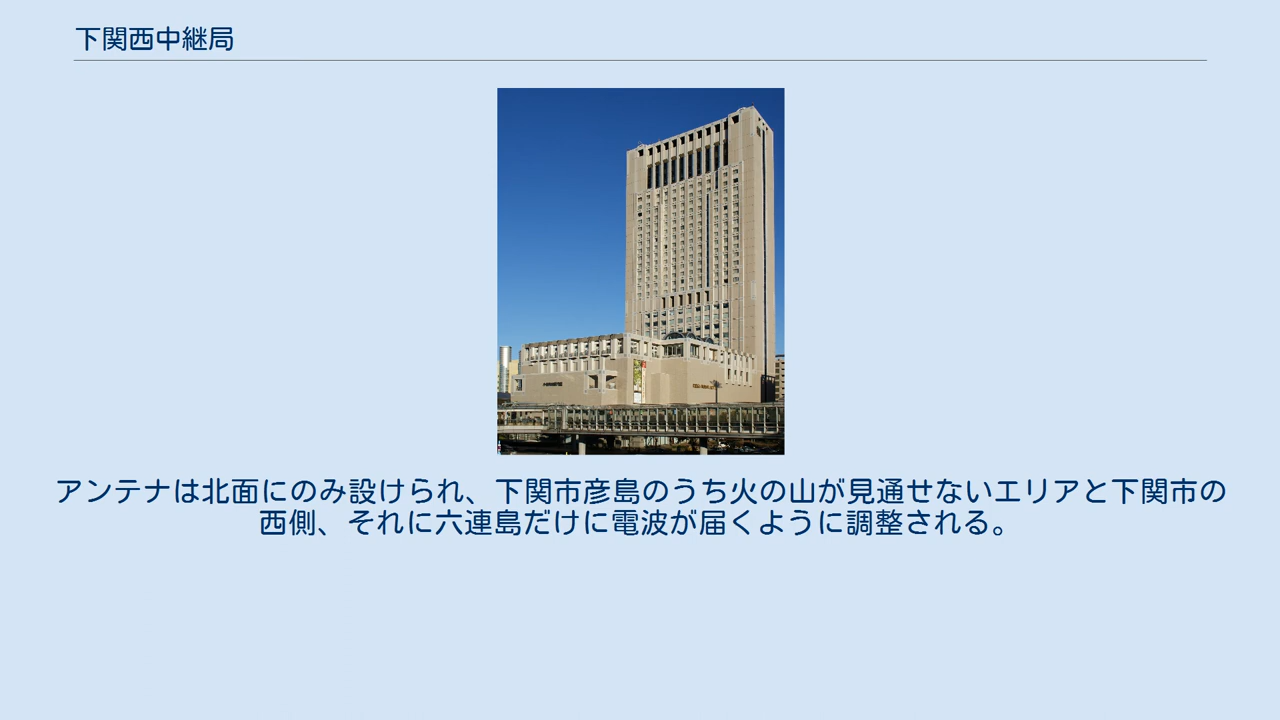 下関西中継局
アンテナは北面にのみ設けられ、下関市彦島のうち火の山が見通せないエリアと下関市の
西側、それに六連島だけに電波が届くように調整される。